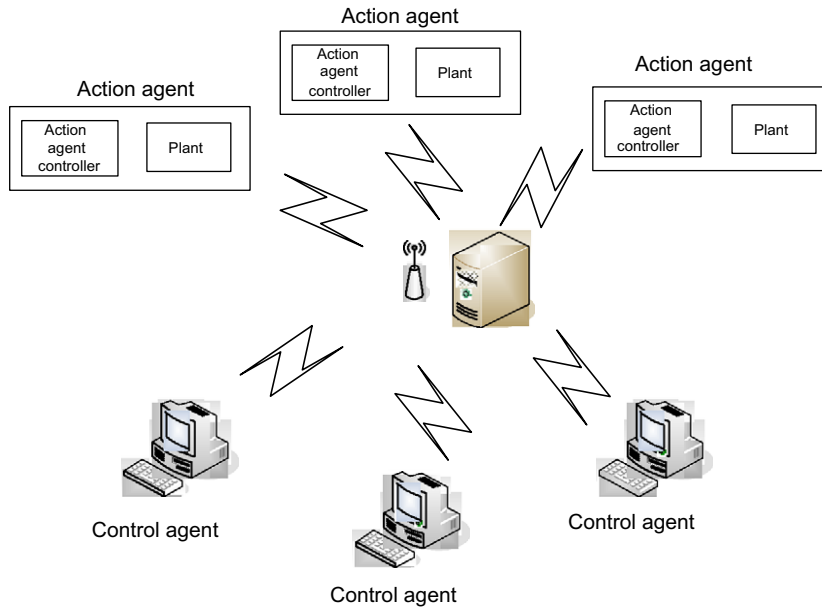 Action agent
Action
agent
controller
Plant
Action agent
Action
agent
controller
Plant
Action agent
Action
agent
controller
Plant
Control agent
Control agent
Control agent